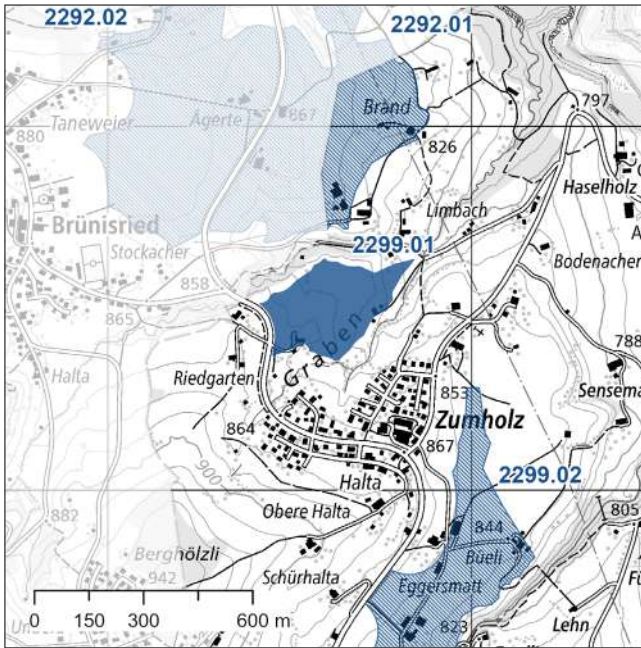 2292.02
2292.01
Brand
867
Ägerte
Taneweier
880
826
797
Haselholz
Limbach
Brünisried
Stockacher
2299.01
Bodenacher
858
865
Graben
788
Riedgarten
Halta
853
Sensema
Zumholz
864
867
900
2299.02
Halta
Obere Halta
882
844
805
Büeli
Berghölzli
942
Schürhalta
Eggersmatt
Lehn
823
0 150 300 600 m